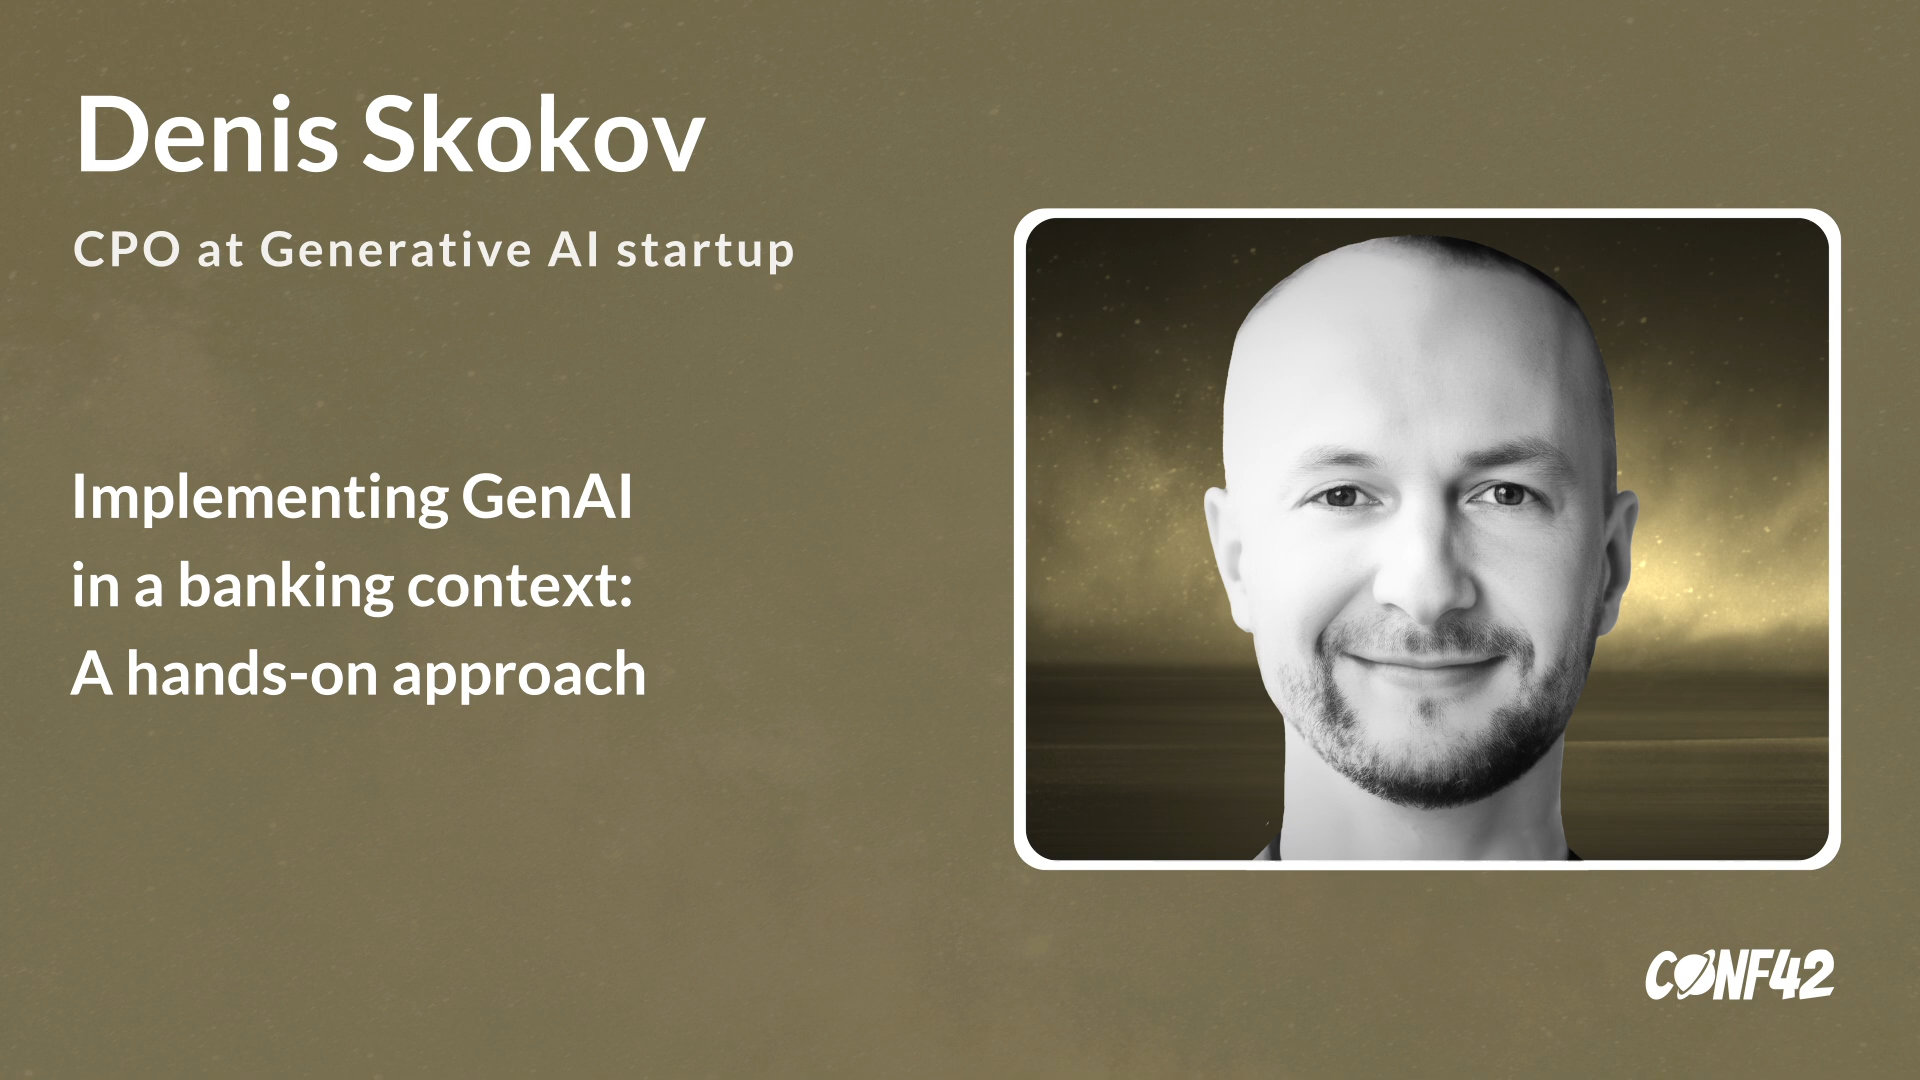 Denis Skokov
CPO at Generative AI startup
Implementing GenAI
in a banking context:
A hands-on approach
CONF42